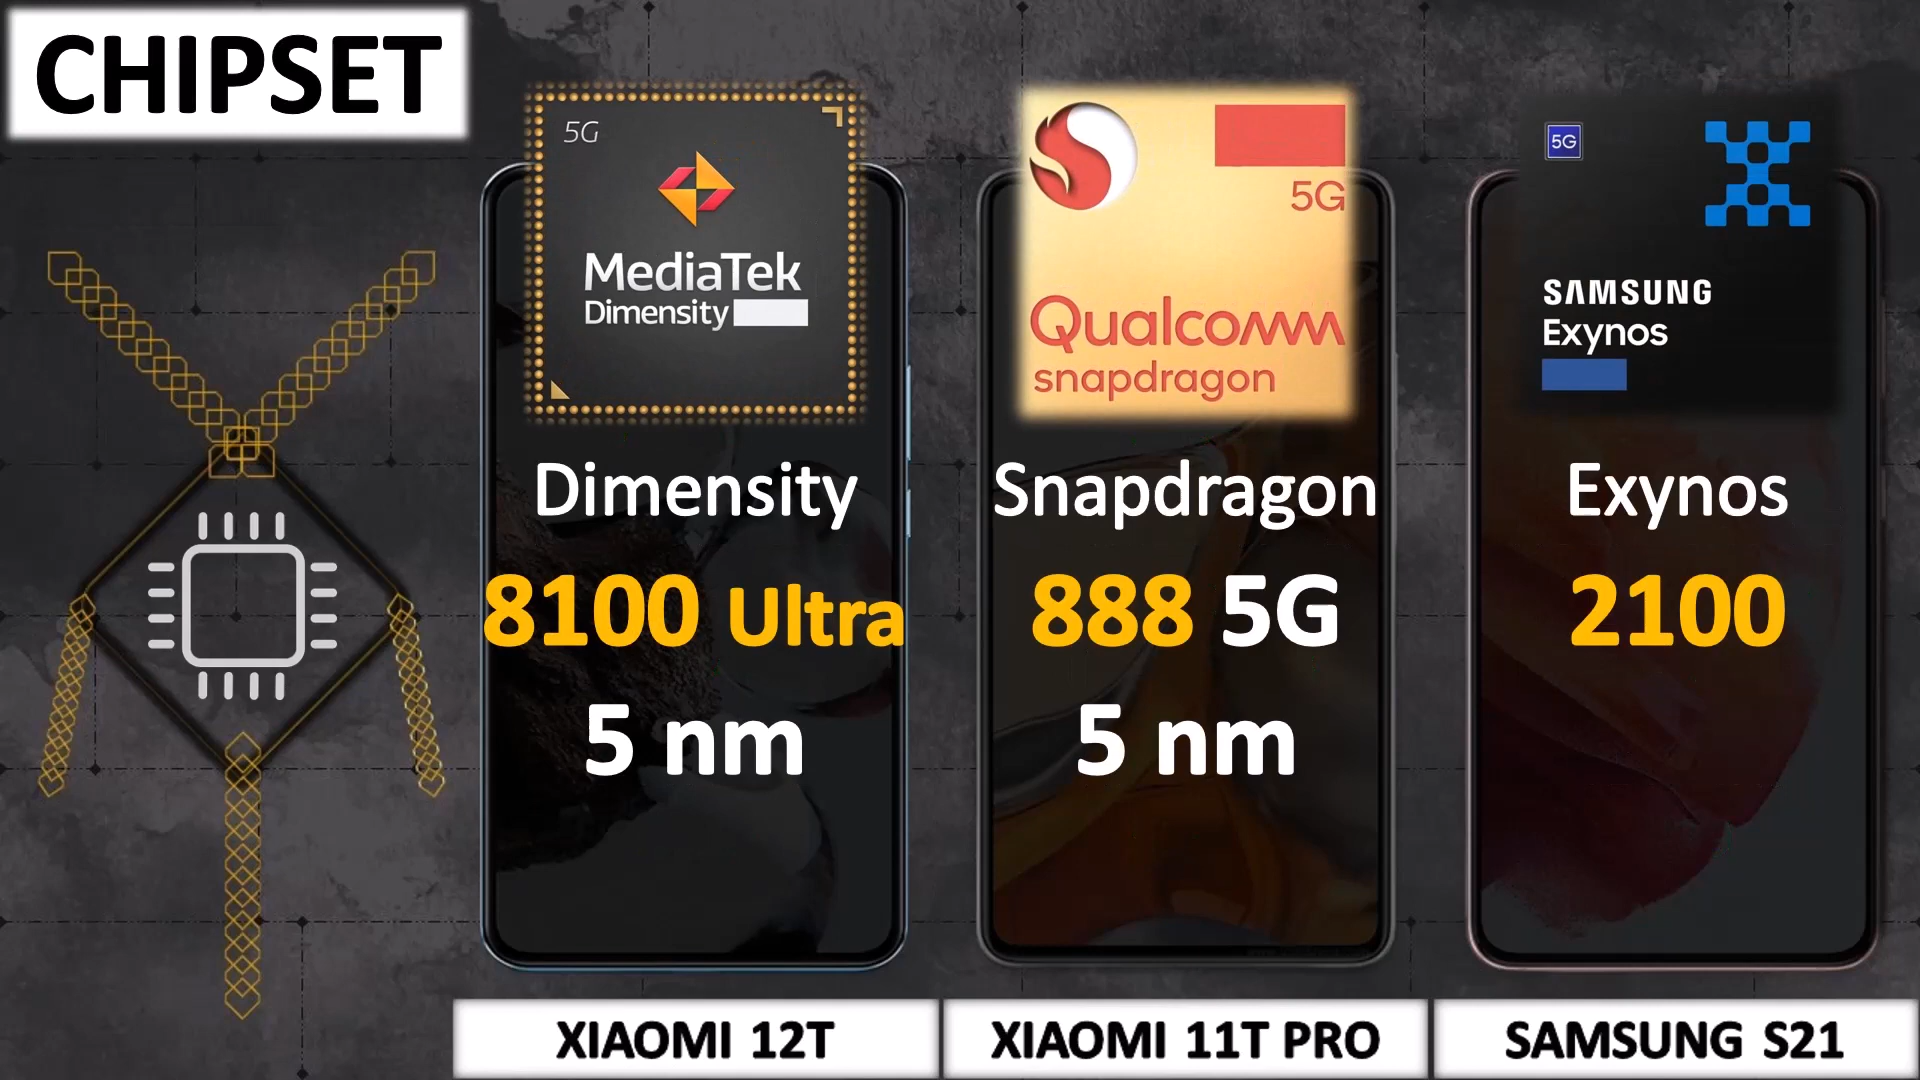 CHIPSET
5G
MediaTek
Dimensity
5G
Qualcomm
snapdragon
5G
SAMSUNG
Exynos
Dimensity
8100 Ultra
5 nm
Snapdragon
888 5G
5 nm
Exynos
2100
XIAOMI 12T
XIAOMI 11T PRO
SAMSUNG S21